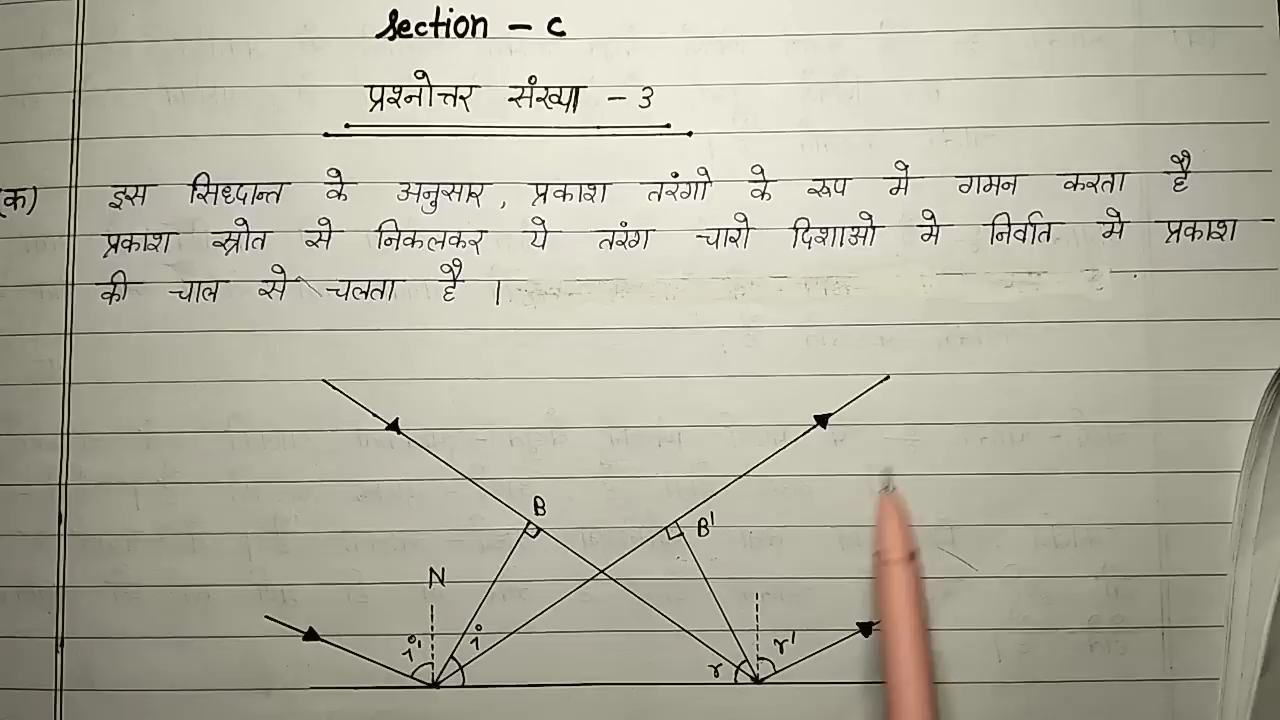 Section - C
प्रश्नोत्तर संख्या - 3
(क) इस सिध्दान्त के अनुसार, प्रकाश तरंगो के रूप मे गमन करता है
प्रकाश स्त्रोत से निकलकर ये तरंग चारो दिशाओ मे निर्वात मे प्रकाश
की चाल से चलता है ।
B
B'
N
i'
i
r
r'